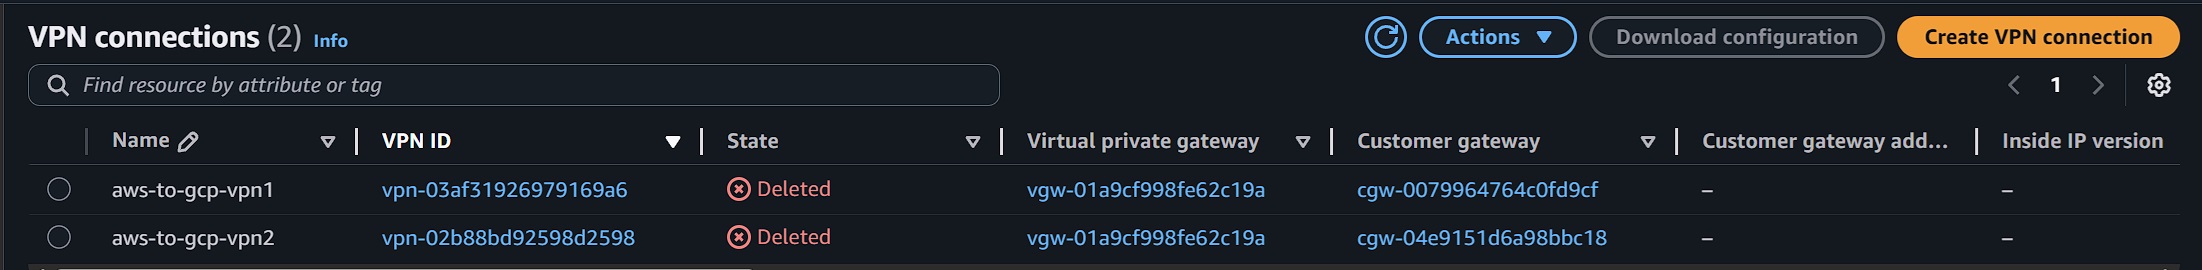 VPN connections (2) Info
Actions
Download configuration
Create VPN connection
Find resource by attribute or tag
1
Name VPN ID State Virtual private gateway Customer gateway Customer gateway add... Inside IP version
aws-to-gcp-vpn1 vpn-03af31926979169a6 Deleted vgw-01a9cf998fe62c19a cgw-0079964764c0fd9cf – –
aws-to-gcp-vpn2 vpn-02b88bd92598d2598 Deleted vgw-01a9cf998fe62c19a cgw-04e9151d6a98bbc18 – –